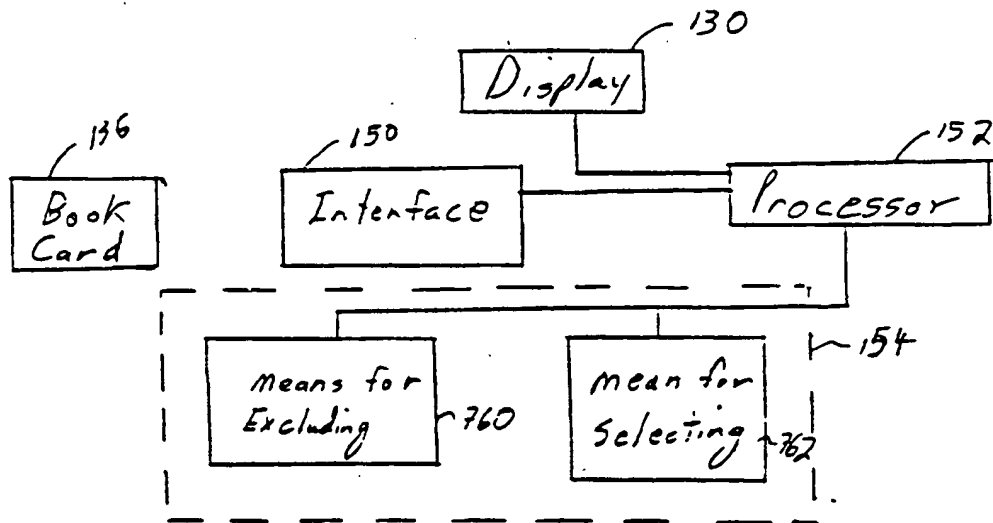 130
Display
136
150
152
Book
Card
Interface
Processor
154
means for
Excluding
760
mean for
selecting
762